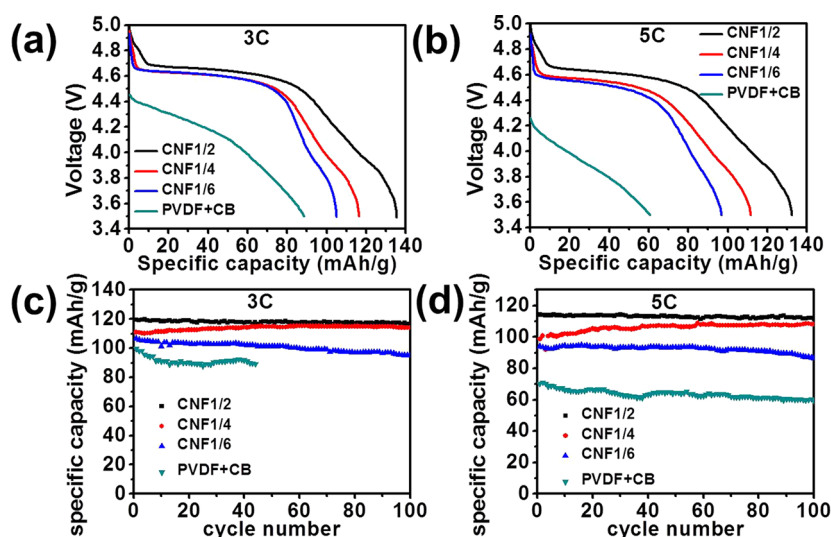 (a)
3C
Voltage (V)
5.0
4.8
4.6
4.4
4.2
4.0
3.8
3.6
3.4
CNF1/2
CNF1/4
CNF1/6
PVDF+CB
0 20 40 60 80 100 120 140
Specific capacity (mAh/g)
(b)
5C
Voltage (V)
5.0
4.8
4.6
4.4
4.2
4.0
3.8
3.6
3.4
CNF1/2
CNF1/4
CNF1/6
PVDF+CB
0 20 40 60 80 100 120 140
Specific capacity (mAh/g)
(c)
3C
specific capacity (mAh/g)
140
120
100
80
60
40
20
0
CNF1/2
CNF1/4
CNF1/6
PVDF+CB
0 20 40 60 80 100
cycle number
(d)
5C
specific capacity (mAh/g)
120
100
80
60
40
20
0
CNF1/2
CNF1/4
CNF1/6
PVDF+CB
0 20 40 60 80 100
cycle number